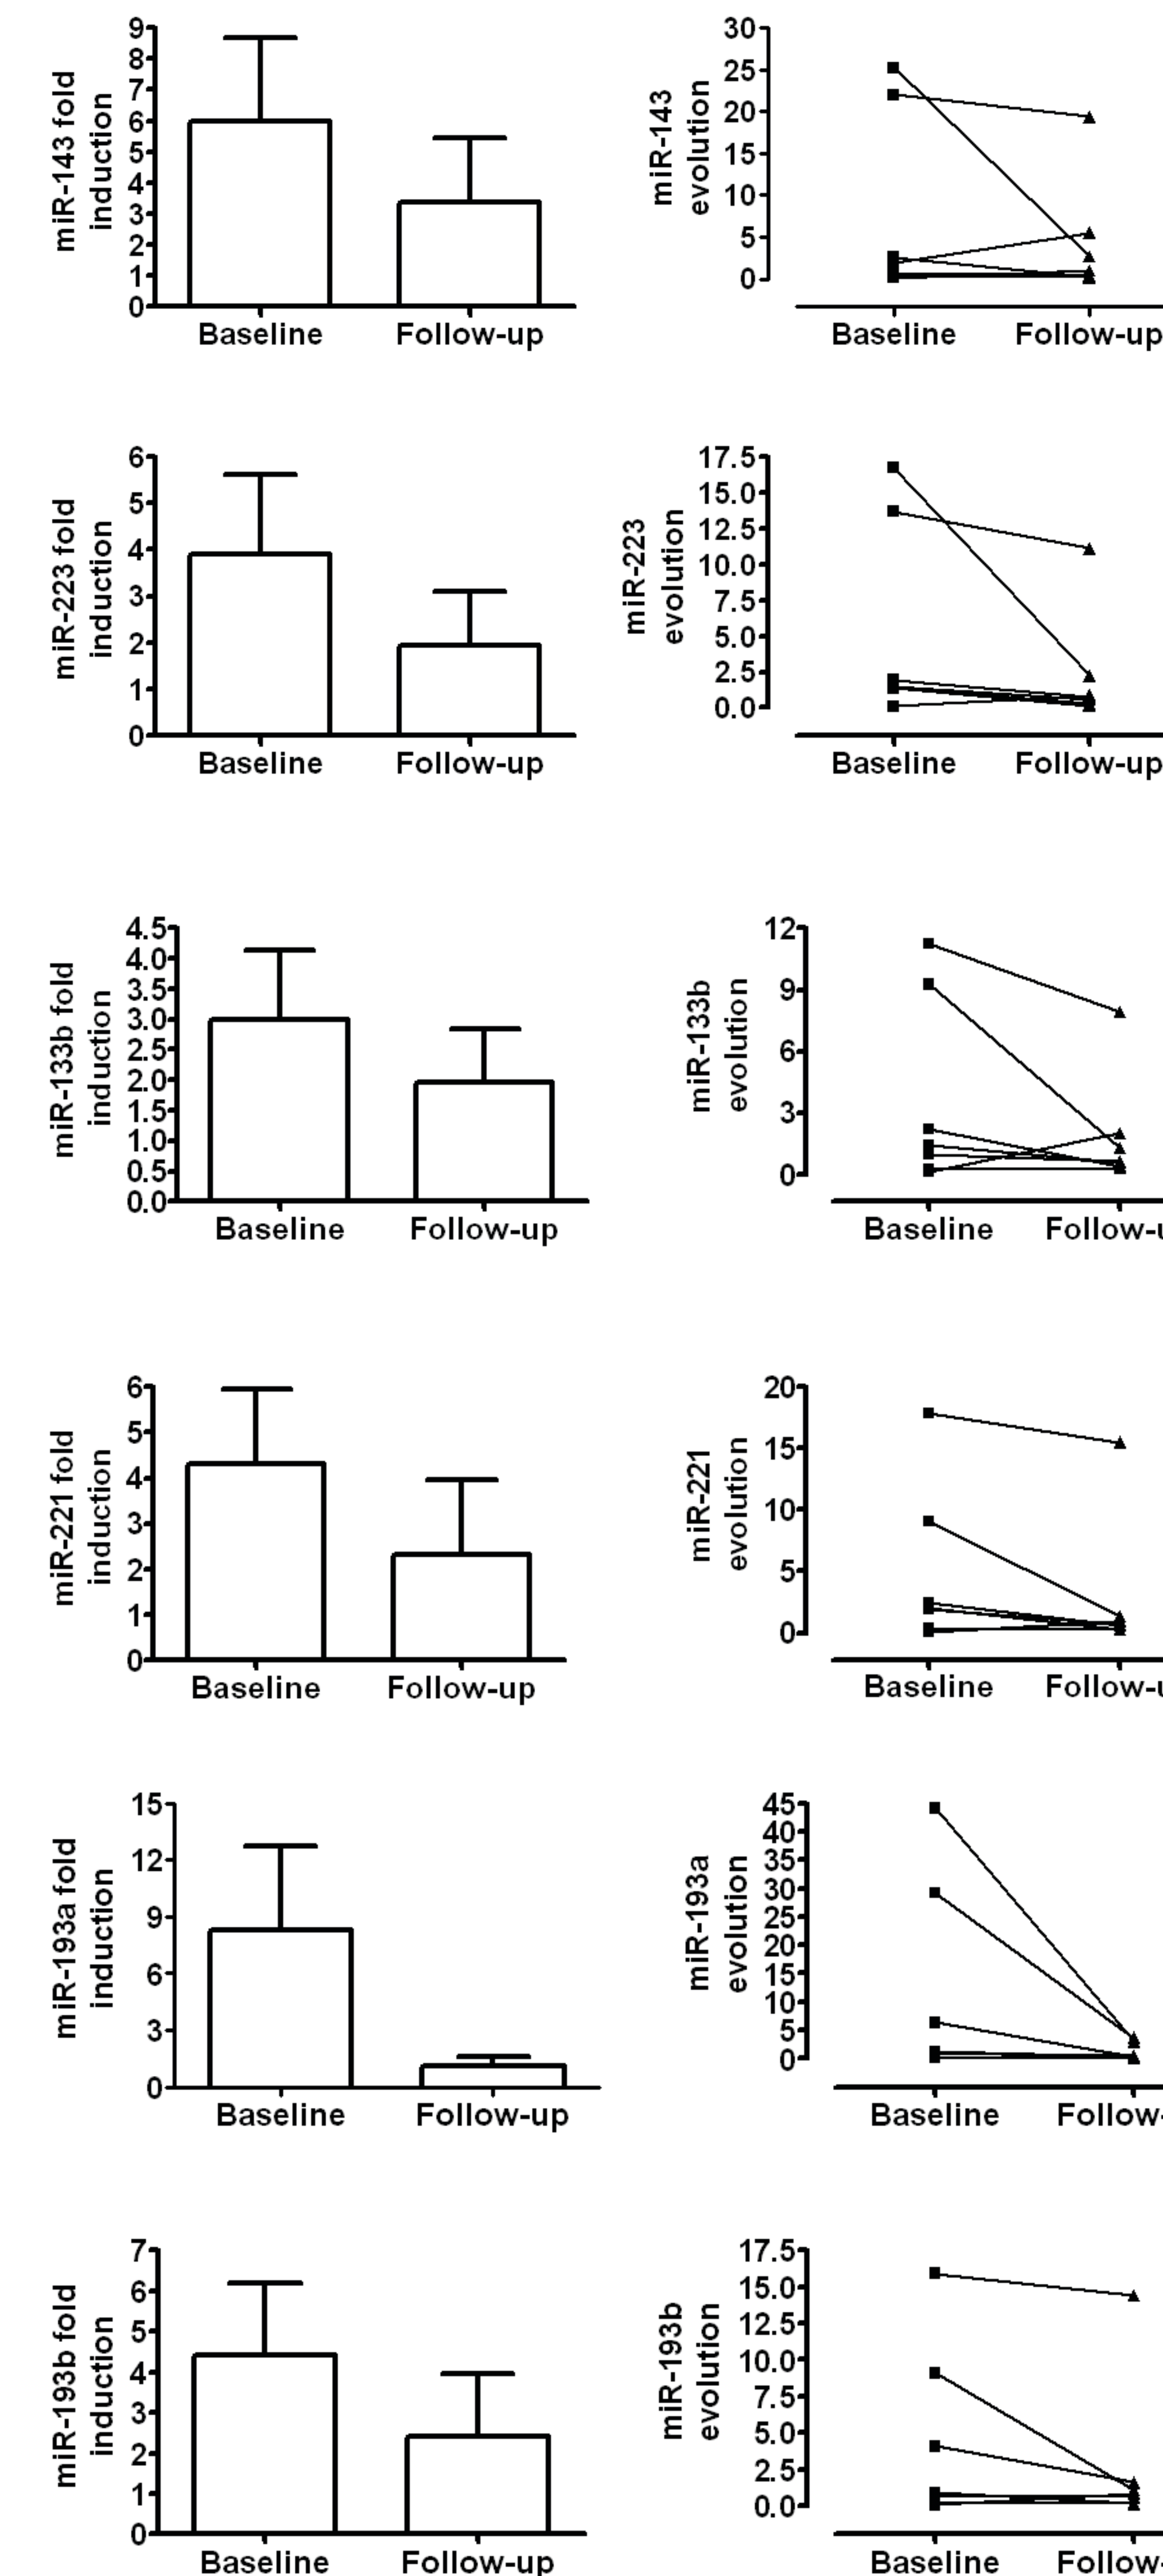 miR-143 fold
induction
9
8
7
6
5
4
3
2
1
0
Baseline Follow-up
miR-143
evolution
30
25
20
15
10
5
0
Baseline Follow-up
miR-223 fold
induction
6
5
4
3
2
1
0
Baseline Follow-up
miR-223
evolution
17.5
15.0
12.5
10.0
7.5
5.0
2.5
0.0
Baseline Follow-up
miR-133b fold
induction
4.5
4.0
3.5
3.0
2.5
2.0
1.5
1.0
0.5
0.0
Baseline Follow-up
miR-133b
evolution
12
9
6
3
0
Baseline Follow-u
miR-221 fold
induction
6
5
4
3
2
1
0
Baseline Follow-up
miR-221
evolution
20
15
10
5
0
Baseline Follow-u
miR-193a fold
induction
15
12
9
6
3
0
Baseline Follow-up
miR-193a
evolution
45
40
35
30
25
20
15
10
5
0
Baseline Follow-
miR-193b fold
induction
7
6
5
4
3
2
1
0
Baseline Follow-up
miR-193b
evolution
17.5
15.0
12.5
10.0
7.5
5.0
2.5
0.0
Baseline Follow-